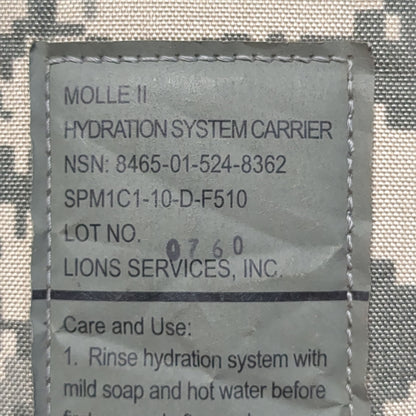 MOLLE II
HYDRATION SYSTEM CARRIER
NSN: 8465-01-524-8362
SPM1C1-10-D-F510
LOT NO. 0760
LIONS SERVICES, INC.
Care and Use:
1. Rinse hydration system with
mild soap and hot water before